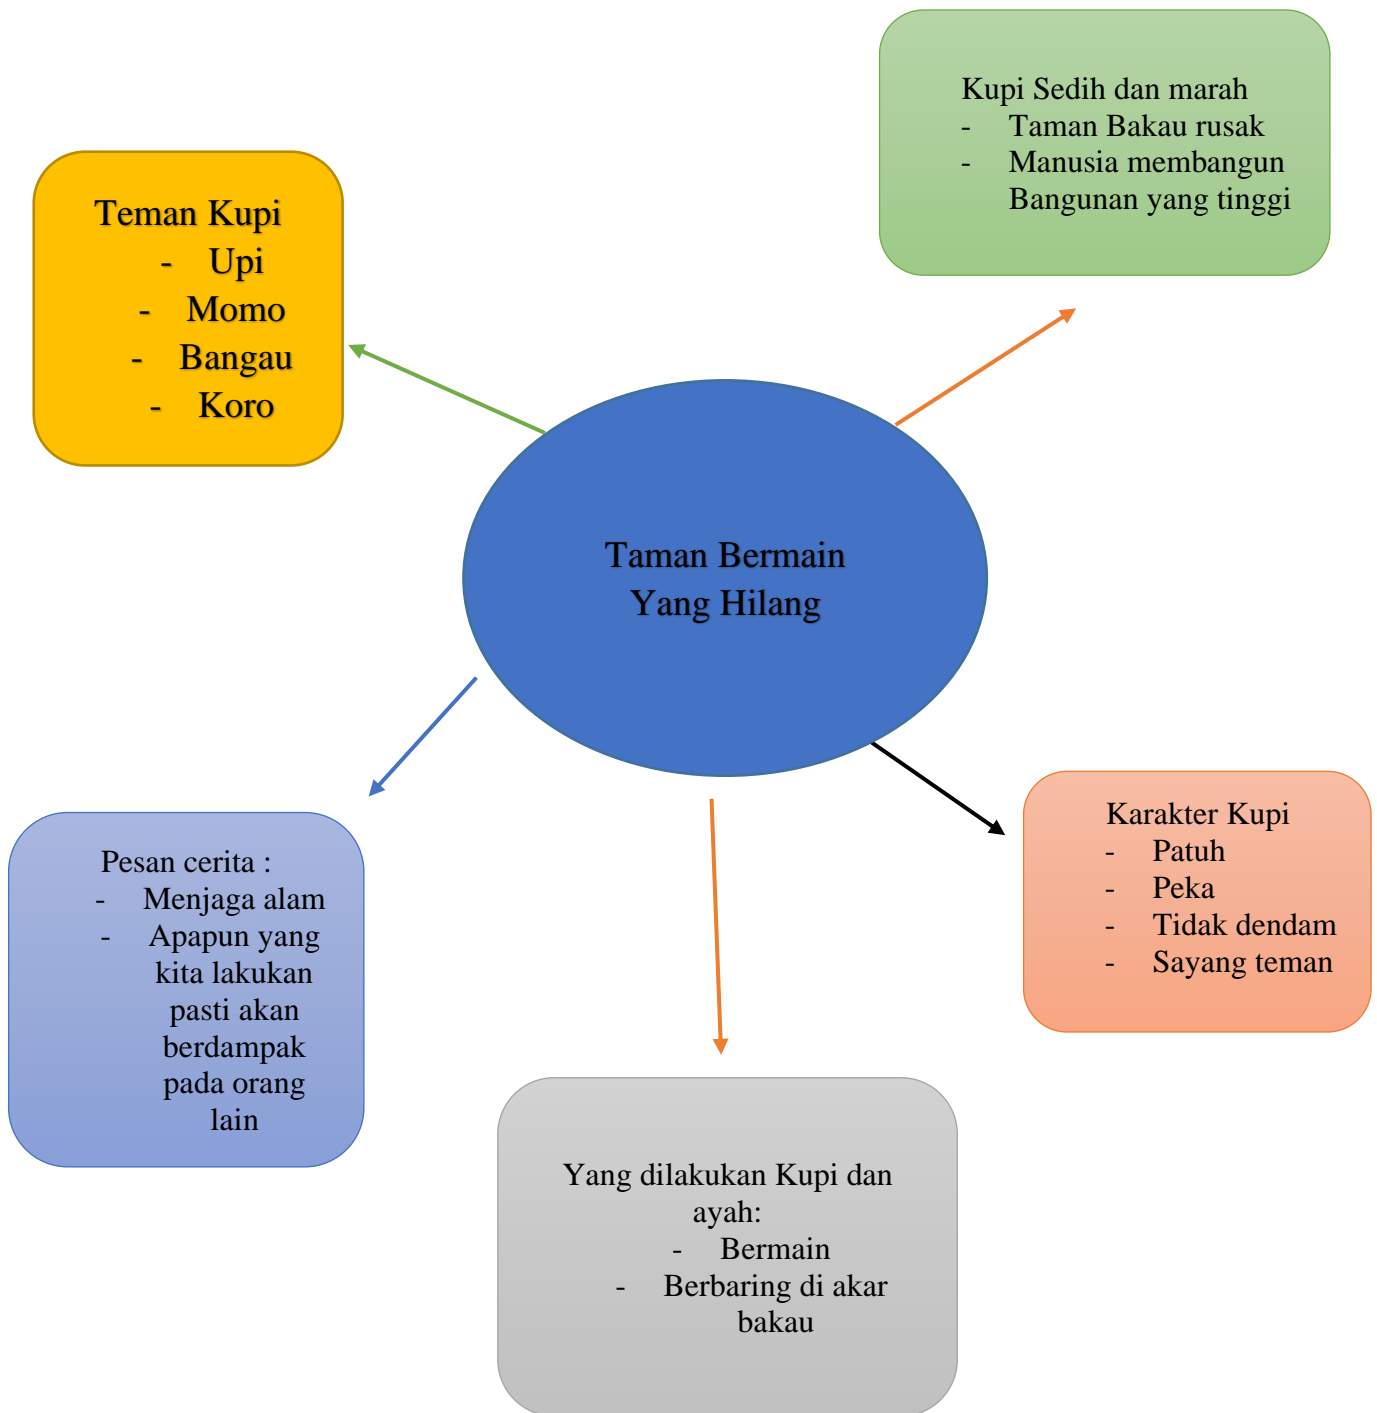 Kupi Sedih dan marah
- Taman Bakau rusak
- Manusia membangun
Bangunan yang tinggi
Teman Kupi
- Upi
- Momo
- Bangau
- Koro
Taman Bermain
Yang Hilang
Pesan cerita :
- Menjaga alam
- Apapun yang
kita lakukan
pasti akan
berdampak
pada orang
lain
Karakter Kupi
- Patuh
- Peka
- Tidak dendam
- Sayang teman
Yang dilakukan Kupi dan
ayah:
- Bermain
- Berbaring di akar
bakau